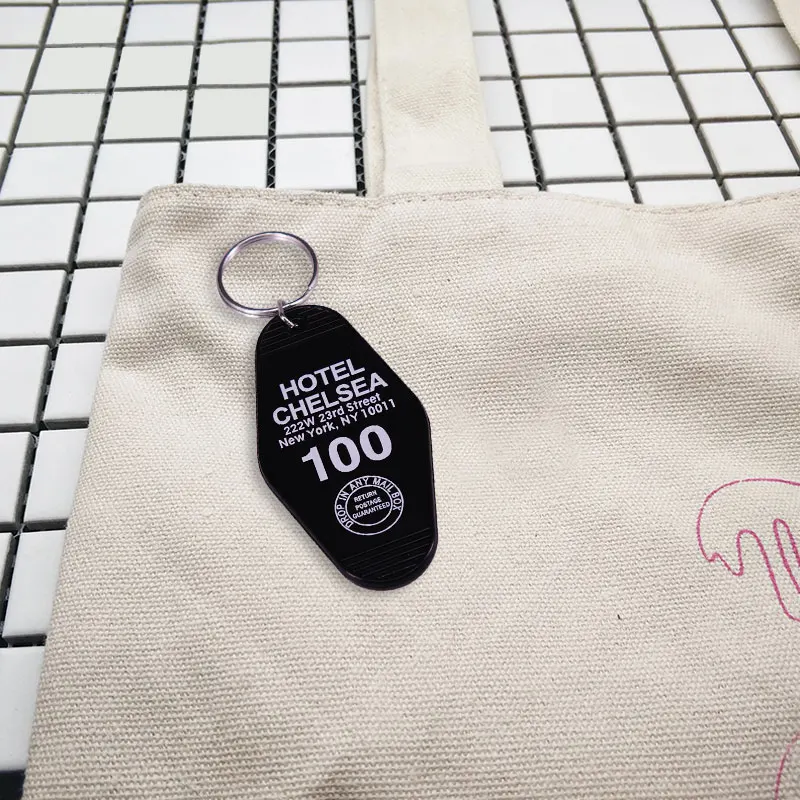 HOTEL
CHELSEA
222W 23rd Street
New York, NY 10011
100
DROP IN ANY MAIL BOX
RETURN
POSTAGE
GUARANTEED